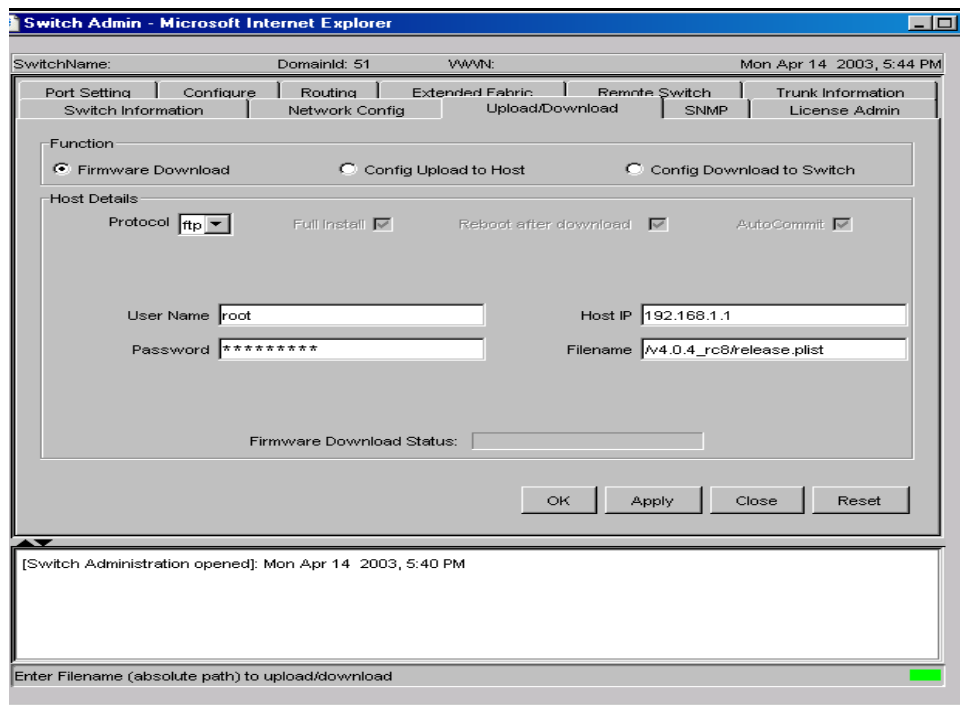 Switch Admin - Microsoft Internet Explorer
SwitchName: DomainId: 51 WWN: Mon Apr 14 2003, 5:44 PM
Port Setting Configure Routing Extended Fabric Remote Switch Trunk Information
Switch Information Network Config Upload/Download SNMP License Admin
Function
Firmware Download Config Upload to Host Config Download to Switch
Host Details
Protocol ftp Full Install Reboot after download AutoCommit
User Name root Host IP 192.168.1.1
Password ********* Filename /v4.0.4_rc8/release.plist
Firmware Download Status:
OK Apply Close Reset
[Switch Administration opened]: Mon Apr 14 2003, 5:40 PM
Enter Filename (absolute path) to upload/download